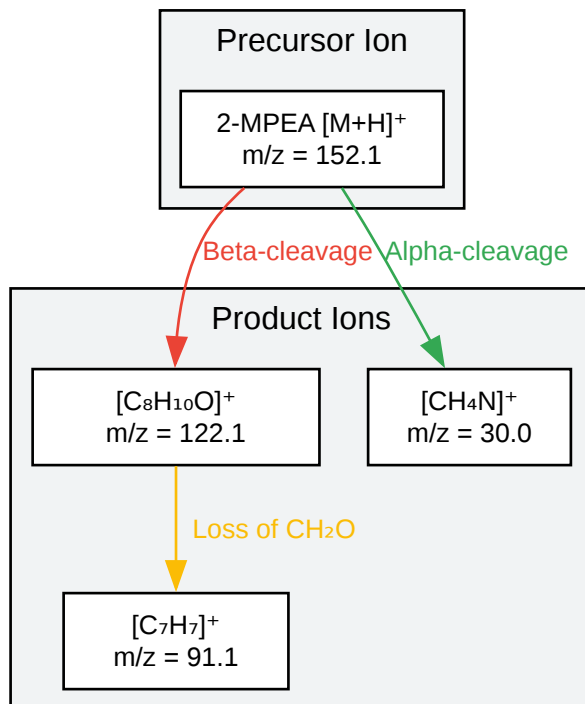 Precursor Ion
2-MPEA [M+H]⁺
m/z = 152.1
Beta-cleavage
Alpha-cleavage
Product Ions
[C₈H₁₀O]⁺
m/z = 122.1
[CH₄N]⁺
m/z = 30.0
Loss of CH₂O
[C₇H₇]⁺
m/z = 91.1